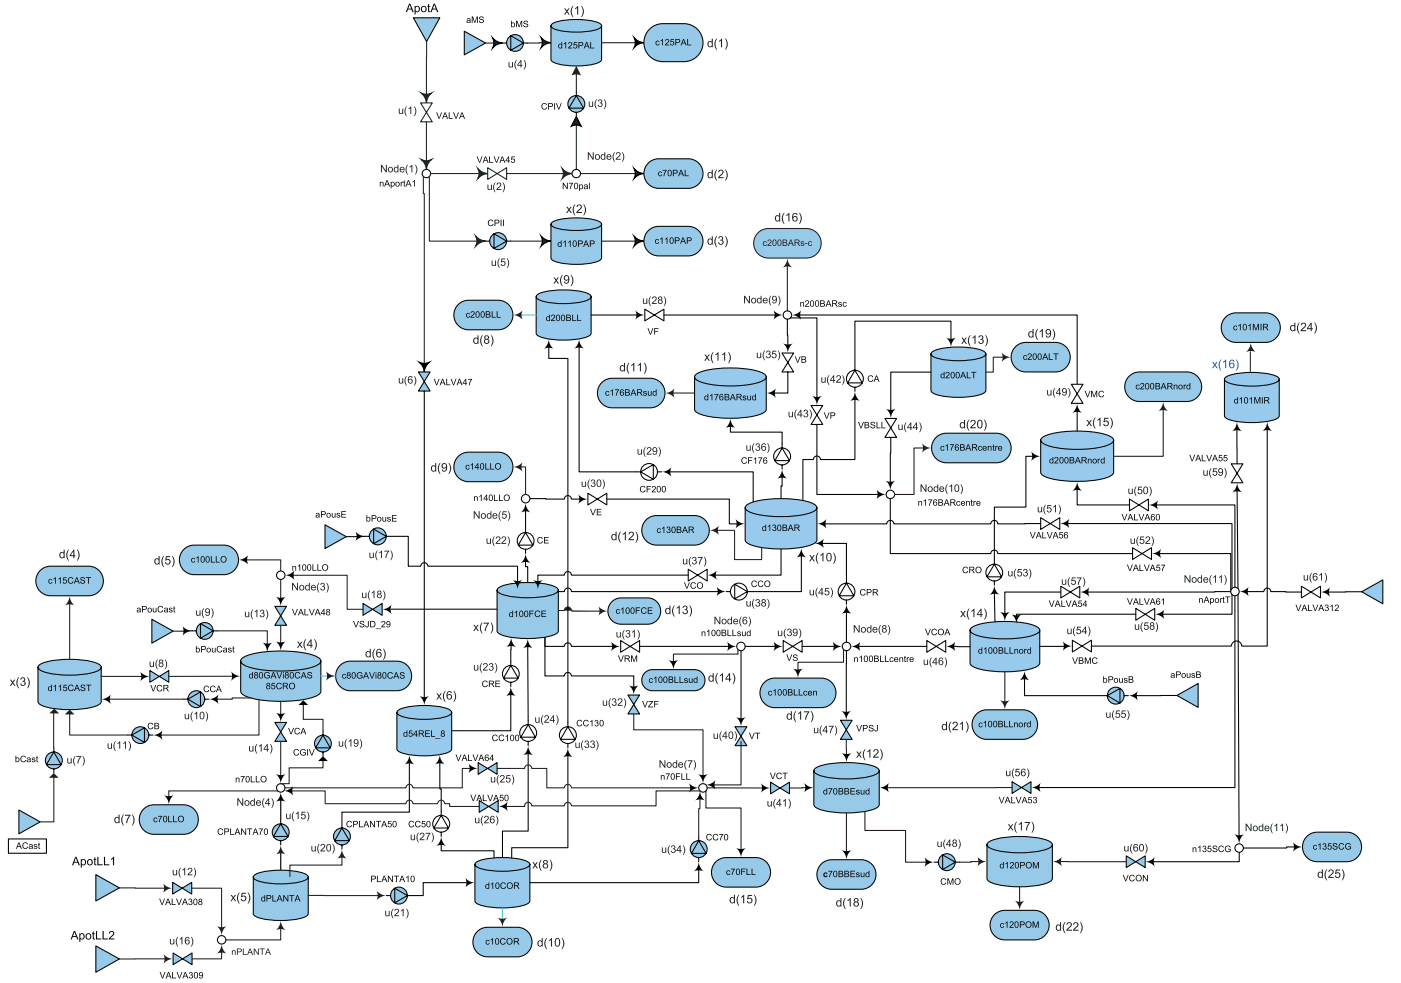 ApotA
aMS
bMS
u(4)
x(1)
d125PAL
c125PAL
d(1)
u(1)
VALVA
CPIV
u(3)
Node(1)
nAportA1
VALVA45
u(2)
Node(2)
N70pal
c70PAL
d(2)
CPII
u(5)
x(2)
d110PAP
c110PAP
d(3)
d(16)
c200BARs-c
x(9)
d200BLL
c200BLL
d(8)
u(28)
VF
Node(9)
n200BARsc
u(6)
VALVA47
d(11)
c176BARsud
x(11)
d176BARsud
u(35)
VB
u(42)
CA
x(13)
d200ALT
d(19)
c200ALT
u(43)
VP
VBSLL
u(44)
u(49)
VMC
c200BARnord
c101MIR
d(24)
x(16)
d101MIR
x(15)
d200BARnord
d(20)
c176BARcentre
VALVA55
u(59)
d(9)
c140LLO
n140LLO
Node(5)
u(29)
CF200
u(36)
CF176
u(30)
VE
Node(10)
n176BARcentre
u(50)
VALVA60
u(51)
VALVA56
u(52)
VALVA57
aPousE
bPousE
u(17)
u(22)
CE
c130BAR
d(12)
d130BAR
x(10)
d(4)
c115CAST
d(5)
c100LLO
n100LLO
Node(3)
u(37)
VCO
CCO
u(38)
u(45)
CPR
CRO
u(53)
u(57)
VALVA54
VALVA61
u(58)
Node(11)
nAportT
u(61)
VALVA312
aPouCast
u(9)
bPouCast
u(13)
VALVA48
u(18)
VSJD_29
d100FCE
x(7)
c100FCE
d(13)
Node(6)
n100BLLsud
Node(8)
n100BLLcentre
x(14)
d100BLLnord
x(3)
d115CAST
u(8)
VCR
x(4)
d80GAVi80CAS
85CRO
d(6)
c80GAVi80CAS
CCA
u(10)
CB
u(11)
u(14)
VCA
CGIV
u(19)
u(23)
CRE
u(31)
VRM
c100BLLsud
d(14)
u(39)
VS
c100BLLcen
d(17)
VCOA
u(46)
u(54)
VBMC
bPousB
u(55)
aPousB
d(21)
c100BLLnord
x(6)
d54REL_8
u(24)
CC100
CC130
u(33)
u(32)
VZF
u(40)
VT
u(47)
VPSJ
bCast
u(7)
ACast
n70LLO
Node(4)
d(7)
c70LLO
VALVA64
u(25)
VALVA50
u(26)
Node(7)
n70FLL
VCT
u(41)
x(12)
d70BBEsud
u(56)
VALVA53
u(15)
CPLANTA70
CPLANTA50
u(20)
CC50
u(27)
u(34)
CC70
c70FLL
d(15)
c70BBEsud
d(18)
u(48)
CMO
x(17)
d120POM
c120POM
d(22)
u(60)
VCON
Node(11)
n135SCG
c135SCG
d(25)
ApotLL1
u(12)
VALVA308
x(5)
dPLANTA
PLANTA10
u(21)
x(8)
d10COR
c10COR
d(10)
ApotLL2
u(16)
VALVA309
nPLANTA